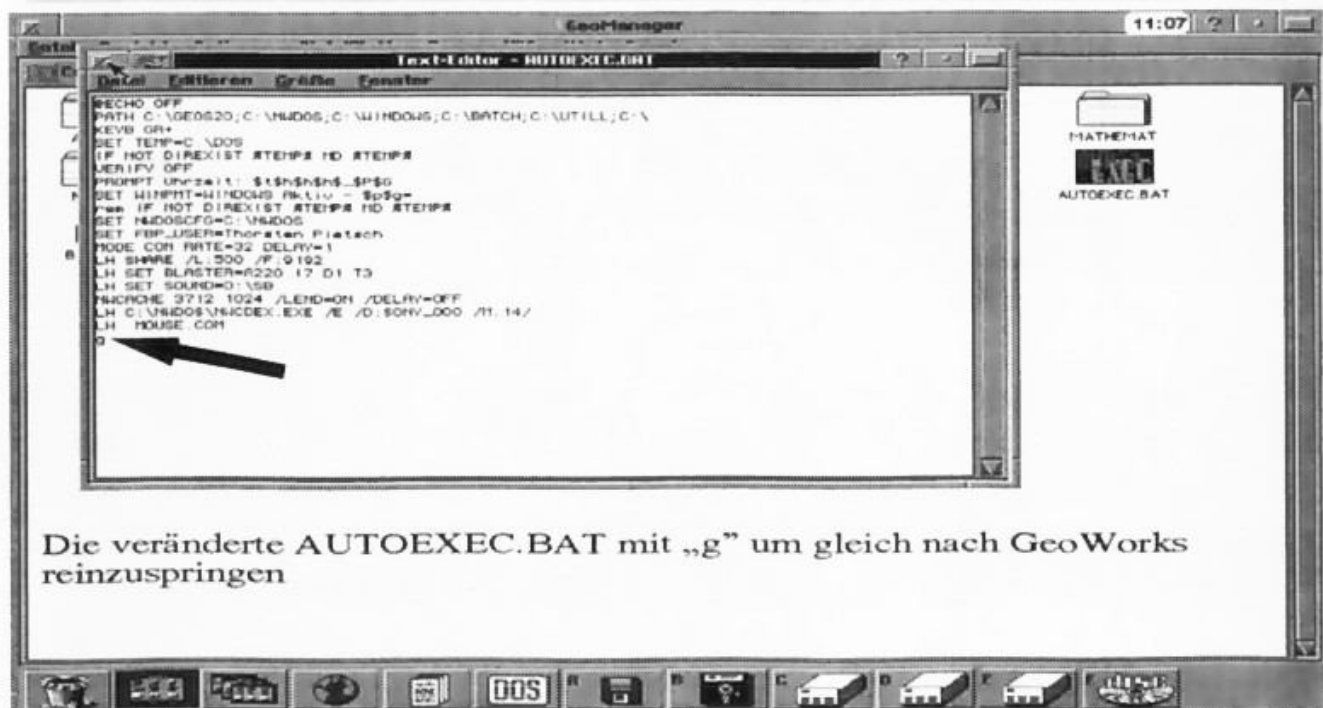 GeoManager
11:07
?
Text-Editor - AUTOEXEC.BAT
?
Datei Editieren Größe Fenster
@ECHO OFF
PATH C:\GEOS20;C:\NWDOS;C:\WINDOWS;C:\BATCH;C:\UTILL;C:\
KEYB GR+
SET TEMP=C:\DOS
IF NOT DIREXIST #TEMP# MD #TEMP#
VERIFY OFF
PROMPT Uhrzeit: $t$h$h$h$_$P$G
SET WINPMT=WINDOWS Aktiv - $p$g=
rem IF NOT DIREXIST #TEMP# MD #TEMP#
SET NWDOSCFG=C:\NWDOS
SET FBP_USER=Thorsten Pietsch
MODE CON RATE=32 DELAY=1
LH SHARE /L:500 /F:9192
LH SET BLASTER=A220 I7 D1 T3
LH SET SOUND=D:\SB
NWCACHE 3712 1024 /LEND=ON /DELAY=OFF
LH C:\NWDOS\NWCDEX.EXE /E /D:SONY_000 /M:14/
LH MOUSE.COM
g
MATHEMAT
EXEC
AUTOEXEC.BAT
Die veränderte AUTOEXEC.BAT mit „g” um gleich nach GeoWorks
reinzuspringen
DOS A B C D E F